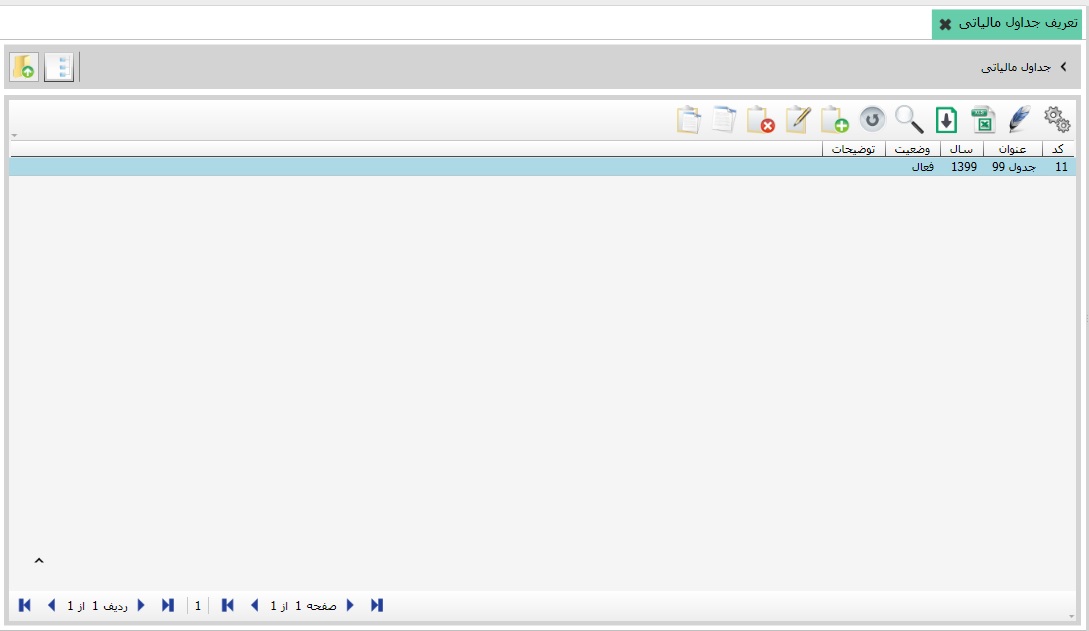 تعریف جداول مالیاتی
جداول مالیاتی
کد عنوان سال وضعیت توضیحات
11 جدول 99 1399 فعال
صفحه 1 از 1
1
ردیف 1 از 1